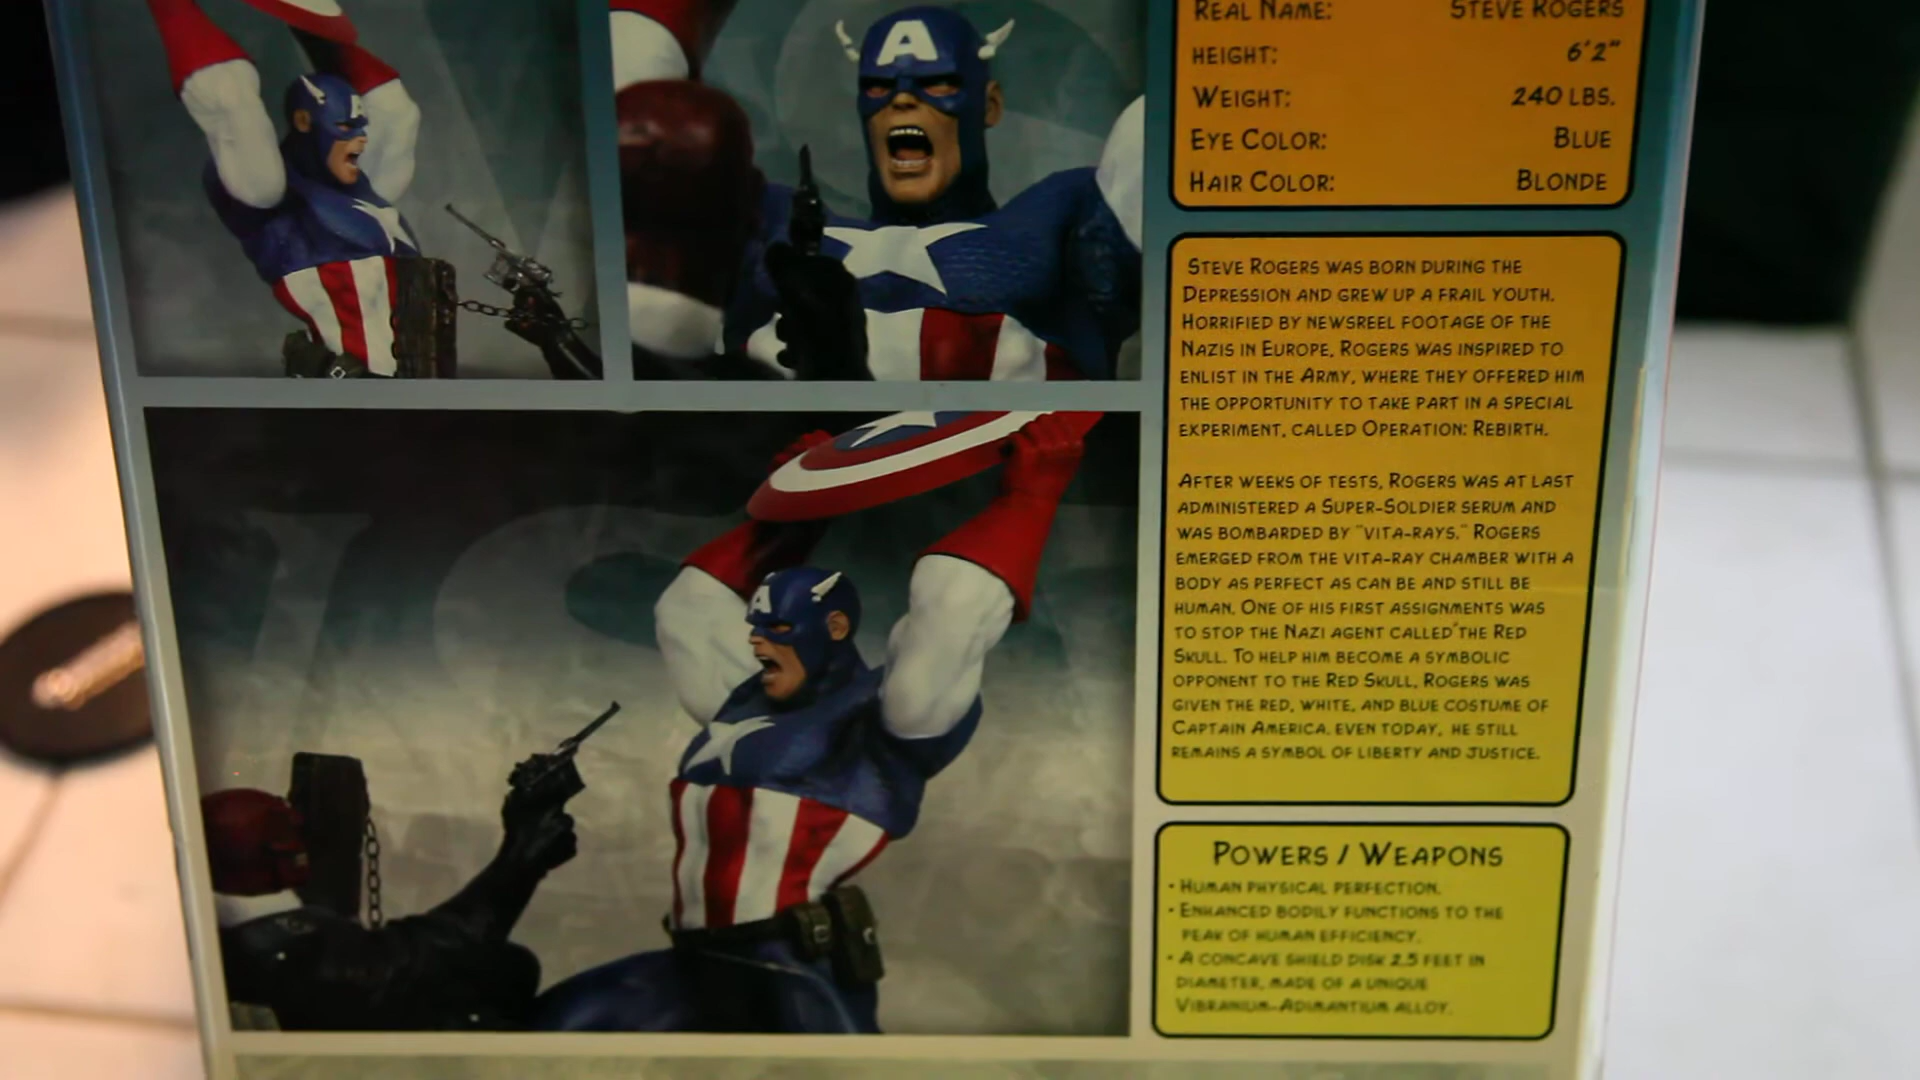 REAL NAME: STEVE ROGERS
HEIGHT: 6'2"
WEIGHT: 240 LBS.
EYE COLOR: BLUE
HAIR COLOR: BLONDE
STEVE ROGERS WAS BORN DURING THE
DEPRESSION AND GREW UP A FRAIL YOUTH.
HORRIFIED BY NEWSREEL FOOTAGE OF THE
NAZIS IN EUROPE, ROGERS WAS INSPIRED TO
ENLIST IN THE ARMY, WHERE THEY OFFERED HIM
THE OPPORTUNITY TO TAKE PART IN A SPECIAL
EXPERIMENT, CALLED OPERATION: REBIRTH.
AFTER WEEKS OF TESTS, ROGERS WAS AT LAST
ADMINISTERED A SUPER-SOLDIER SERUM AND
WAS BOMBARDED BY "VITA-RAYS." ROGERS
EMERGED FROM THE VITA-RAY CHAMBER WITH A
BODY AS PERFECT AS CAN BE AND STILL BE
HUMAN. ONE OF HIS FIRST ASSIGNMENTS WAS
TO STOP THE NAZI AGENT CALLED THE RED
SKULL. TO HELP HIM BECOME A SYMBOLIC
OPPONENT TO THE RED SKULL, ROGERS WAS
GIVEN THE RED, WHITE, AND BLUE COSTUME OF
CAPTAIN AMERICA. EVEN TODAY, HE STILL
REMAINS A SYMBOL OF LIBERTY AND JUSTICE.
POWERS / WEAPONS
• HUMAN PHYSICAL PERFECTION.
• ENHANCED BODILY FUNCTIONS TO THE
PEAK OF HUMAN EFFICIENCY.
• A CONCAVE SHIELD DISK 2.5 FEET IN
DIAMETER, MADE OF A UNIQUE
VIBRANIUM-ADIMANTIUM ALLOY.
A
A
A